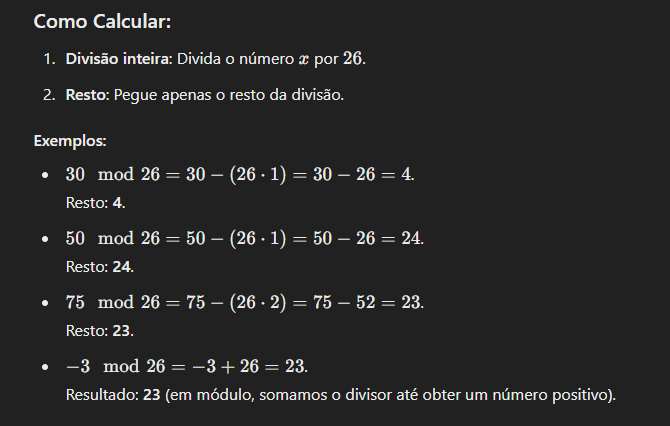 Como Calcular:
1. Divisão inteira: Divida o número x por 26.
2. Resto: Pegue apenas o resto da divisão.
Exemplos:
• 30 mod 26 = 30 − (26 · 1) = 30 − 26 = 4.
Resto: 4.
• 50 mod 26 = 50 − (26 · 1) = 50 − 26 = 24.
Resto: 24.
• 75 mod 26 = 75 − (26 · 2) = 75 − 52 = 23.
Resto: 23.
• −3 mod 26 = −3 + 26 = 23.
Resultado: 23 (em módulo, somamos o divisor até obter um número positivo).